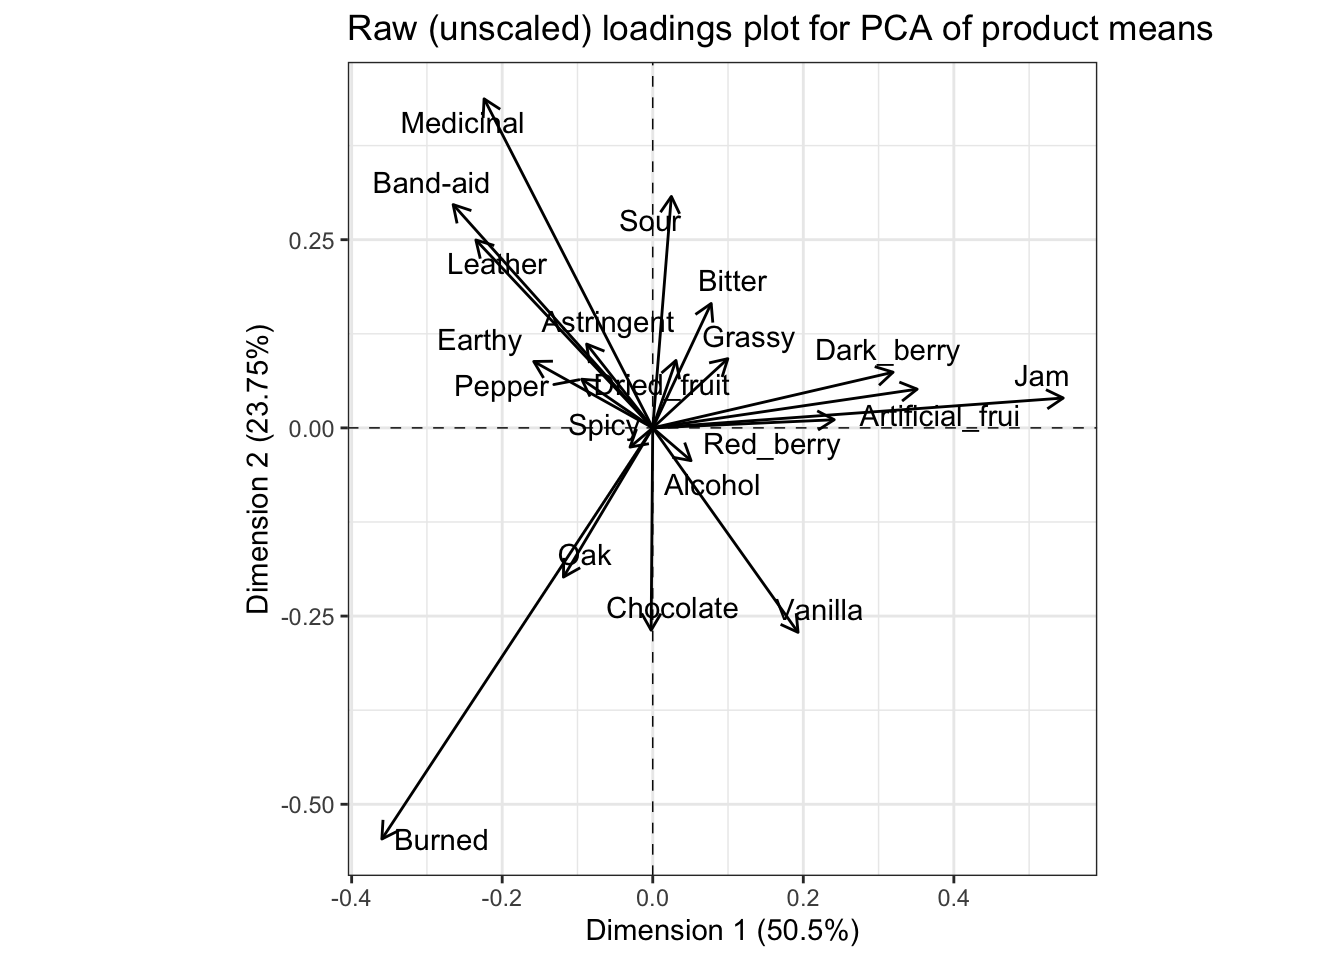 Raw (unscaled) loadings plot for PCA of product means
Medicinal
Band-aid
Sour
0.25
Leather
Bitter
Astringent
Earthy
Grassy
Dark_berry
Jam
Pepper
Dried_fruit
Artificial_frui
0.00
Spicy
Red_berry
Alcohol
Dimension 2 (23.75%)
Oak
Chocolate
Vanilla
-0.25
-0.50
Burned
-0.4
-0.2
0.0
0.2
0.4
Dimension 1 (50.5%)